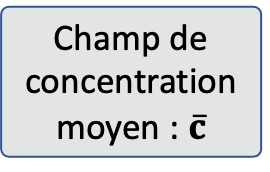 Champ de
concentration
moyen : c̄